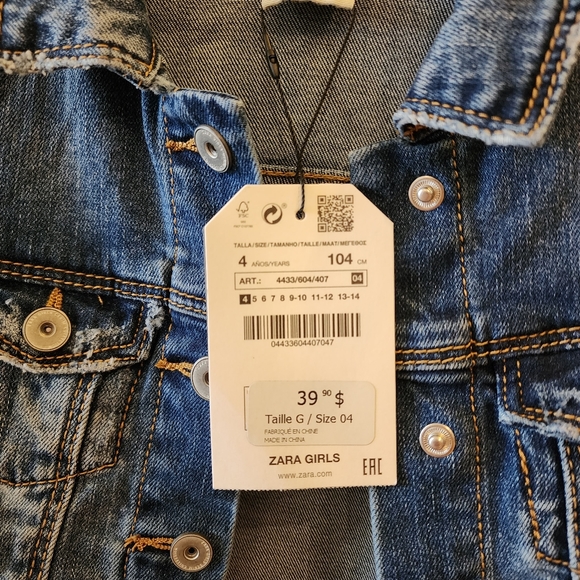 FSC
TALLA/SIZE/TAMANHO/TAILLE/MAAT/ΜΕΓΕΘΟΣ
4 AÑOS/YEARS 104 CM
ART.: 4433/604/407 04
4 5 6 7 8 9-10 11-12 13-14
04433604407047
39 90 $
Taille G / Size 04
FABRIQUÉ EN CHINE
MADE IN CHINA
ZARA GIRLS
www.zara.com
EAC